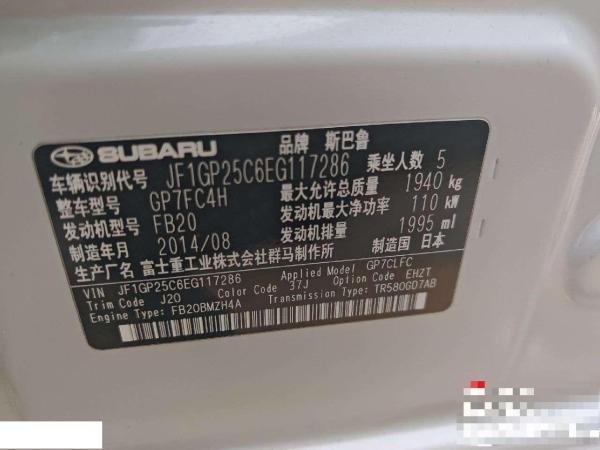 SUBARU 品牌 斯巴鲁
车辆识别代号 JF1GP25C6EG117286 乘坐人数 5
整车型号 GP7FC4H 最大允许总质量 1940 kg
发动机型号 FB20 发动机最大净功率 110 kW
制造年月 2014/08 发动机排量 1995 ml
生产厂名 富士重工业株式会社群马制作所 制造国 日本
VIN JF1GP25C6EG117286 Applied Model GP7CLFC
Trim Code J20 Color Code 37J Option Code EHZT
Engine Type: FB20BMZH4A Transmission Type: TR580GD7AB